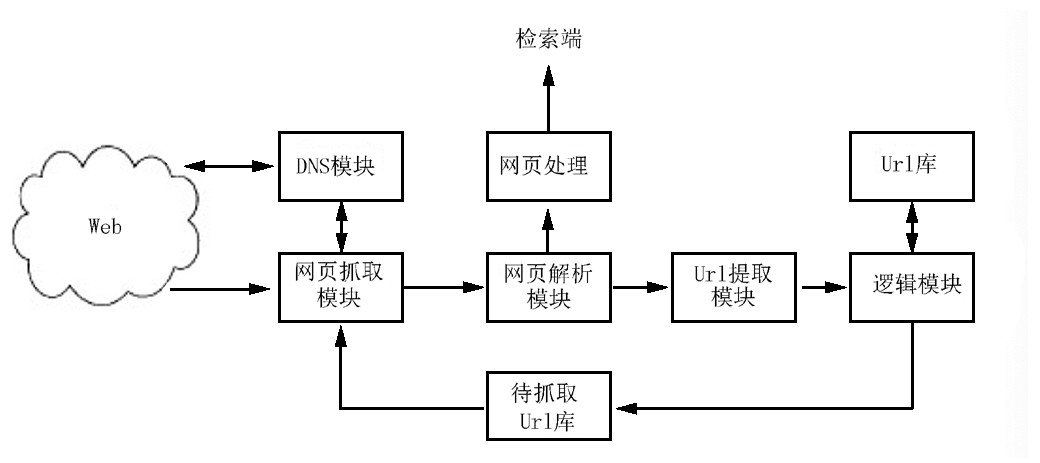 检索端
DNS模块
网页处理
Url库
Web
网页抓取
模块
网页解析
模块
Url提取
模块
逻辑模块
待抓取
Url库